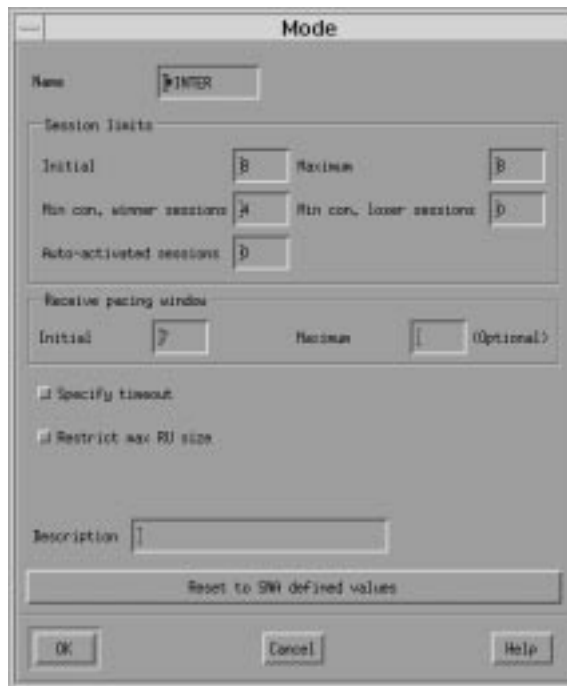 Mode
Name #INTER
Session limits
Initial 8 Maximum 8
Min con. winner sessions 4 Min con. loser sessions 0
Auto-activated sessions 0
Receive pacing window
Initial 7 Maximum (Optional)
Specify timeout
Restrict max RU size
Description
Reset to SNA defined values
OK Cancel Help